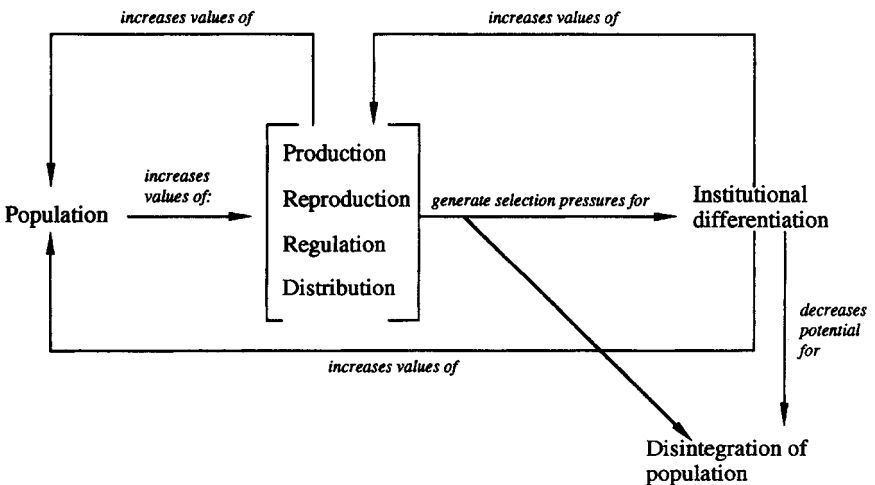 increases values of
increases values of
Production
increases
values of:
Reproduction
generate selection pressures for
Institutional
differentiation
Population
Regulation
Distribution
decreases
potential
for
increases values of
Disintegration of
population